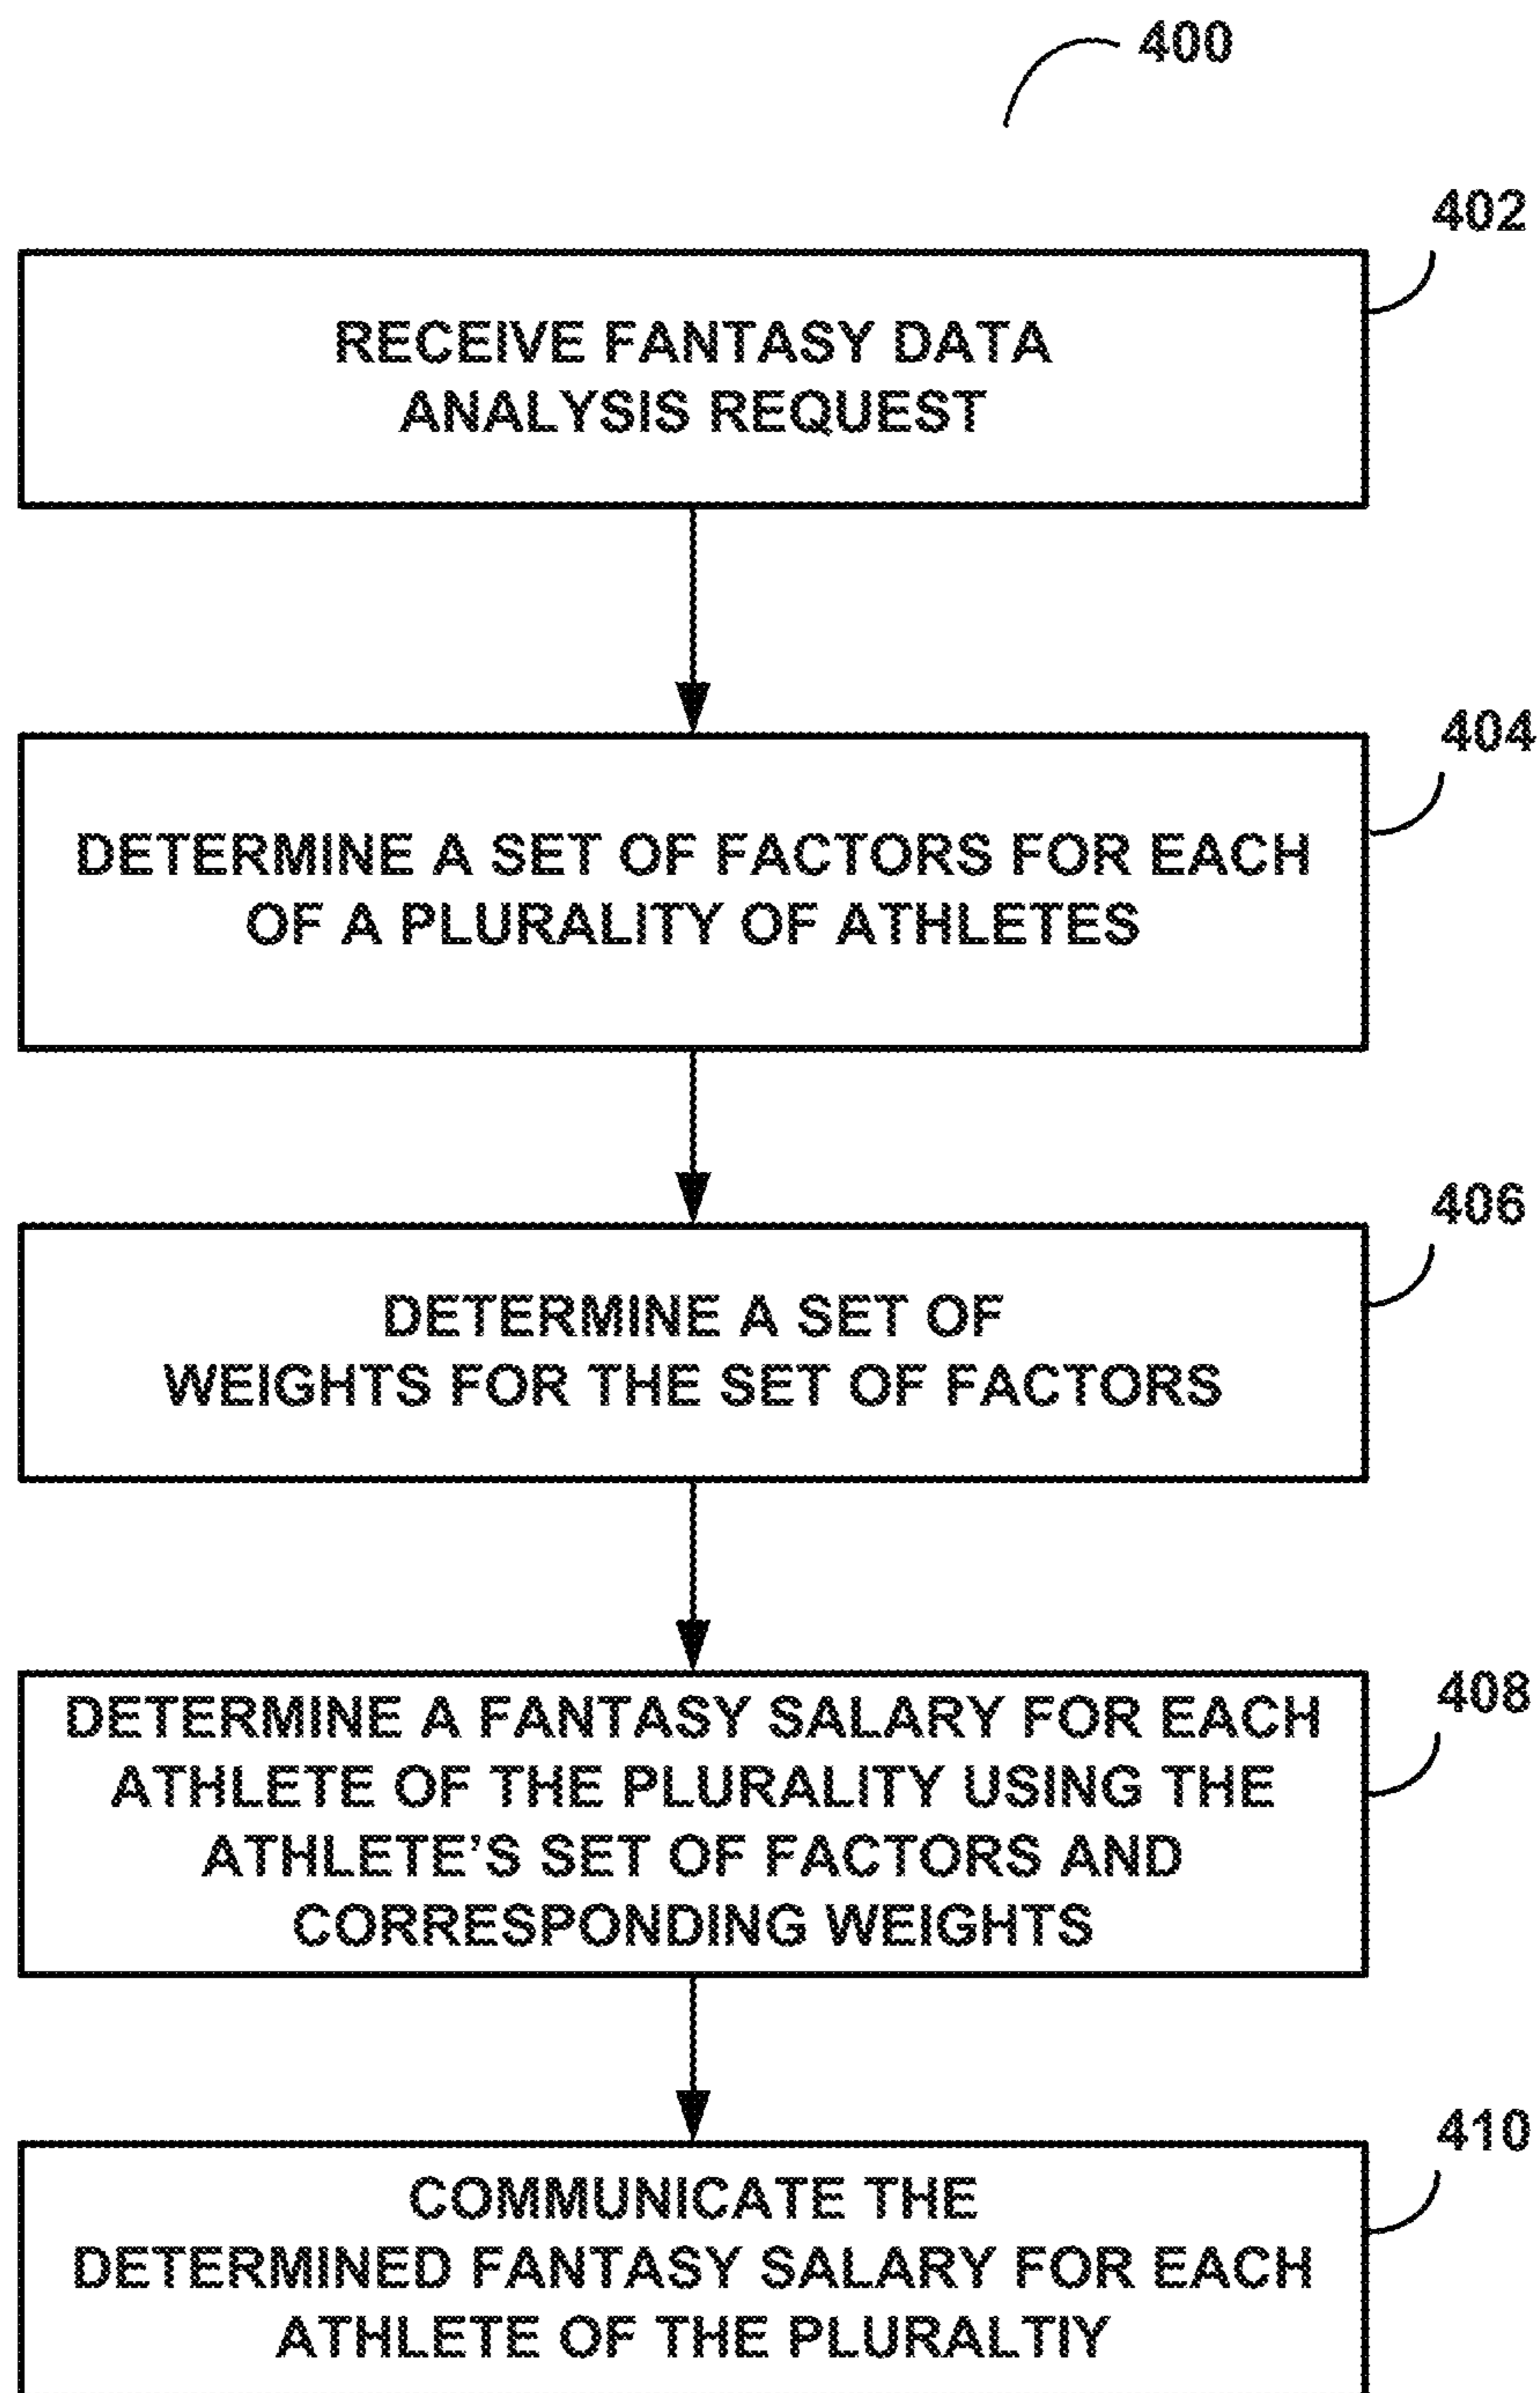 400
402
RECEIVE FANTASY DATA
ANALYSIS REQUEST
404
DETERMINE A SET OF FACTORS FOR EACH
OF A PLURALITY OF ATHLETES
406
DETERMINE A SET OF
WEIGHTS FOR THE SET OF FACTORS
408
DETERMINE A FANTASY SALARY FOR EACH
ATHLETE OF THE PLURALITY USING THE
ATHLETE'S SET OF FACTORS AND
CORRESPONDING WEIGHTS
410
COMMUNICATE THE
DETERMINED FANTASY SALARY FOR EACH
ATHLETE OF THE PLURALTIY